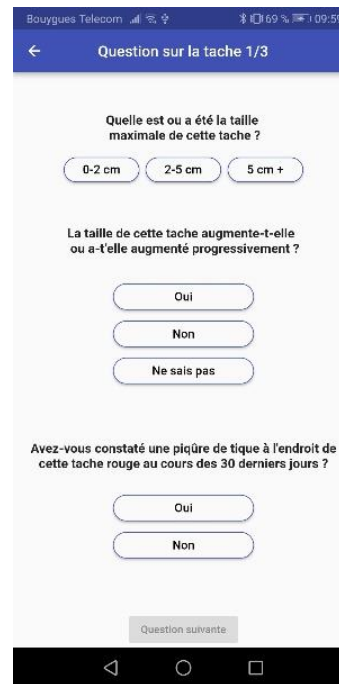 Bouygues Telecom 69 % 09:59
Question sur la tache 1/3
Quelle est ou a été la taille
maximale de cette tache ?
0-2 cm 2-5 cm 5 cm +
La taille de cette tache augmente-t-elle
ou a-t'elle augmenté progressivement ?
Oui
Non
Ne sais pas
Avez-vous constaté une piqûre de tique à l'endroit de
cette tache rouge au cours des 30 derniers jours ?
Oui
Non
Question suivante